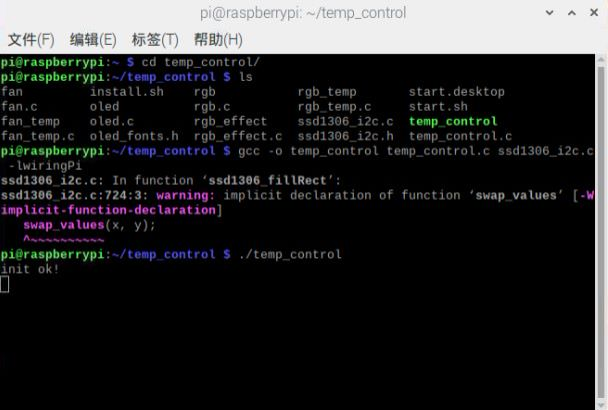 pi@raspberrypi: ~/temp_control
文件(F) 编辑(E) 标签(T) 帮助(H)
pi@raspberrypi:~ $ cd temp_control/
pi@raspberrypi:~/temp_control $ ls
fan install.sh rgb rgb_temp start.desktop
fan.c oled rgb.c rgb_temp.c start.sh
fan_temp oled.c rgb_effect ssd1306_i2c.c temp_control
fan_temp.c oled_fonts.h rgb_effect.c ssd1306_i2c.h temp_control.c
pi@raspberrypi:~/temp_control $ gcc -o temp_control temp_control.c ssd1306_i2c.c
-lwiringPi
ssd1306_i2c.c: In function ‘ssd1306_fillRect’:
ssd1306_i2c.c:724:3: warning: implicit declaration of function ‘swap_values’ [-W
implicit-function-declaration]
swap_values(x, y);
^~~~~~~~~~~
pi@raspberrypi:~/temp_control $ ./temp_control
init ok!